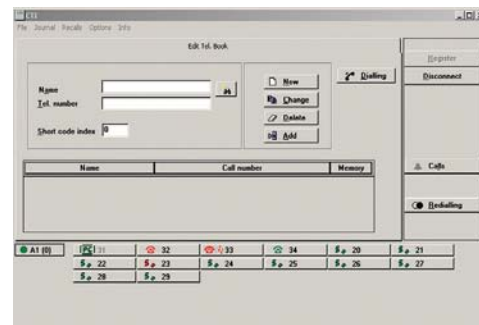 File Journal Recalls Options Info
Edit Tel. Book
Register
Disconnect
Name
Tel. number
Short code index 0
New
Change
Delete
Add
Dialling
Calls
Redialling
Name Call number Memory
A1 (0) 31 32 33 34 20 21
22 23 24 25 26 27
28 29